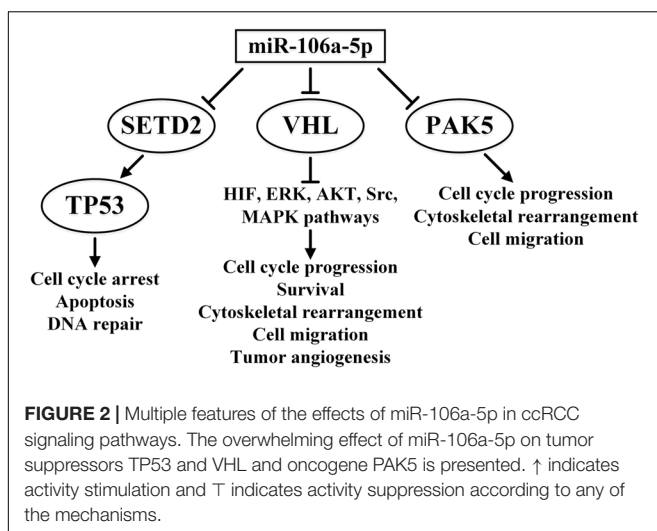 miR-106a-5p
SETD2
VHL
PAK5
TP53
HIF, ERK, AKT, Src,
MAPK pathways
Cell cycle progression
Cytoskeletal rearrangement
Cell migration
Cell cycle arrest
Apoptosis
DNA repair
Cell cycle progression
Survival
Cytoskeletal rearrangement
Cell migration
Tumor angiogenesis
FIGURE 2 | Multiple features of the effects of miR-106a-5p in ccRCC
signaling pathways. The overwhelming effect of miR-106a-5p on tumor
suppressors TP53 and VHL and oncogene PAK5 is presented. ↑ indicates
activity stimulation and ⊤ indicates activity suppression according to any of
the mechanisms.